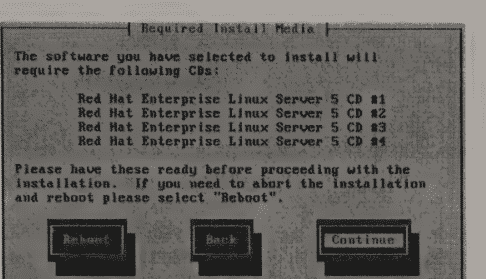 Required Install Media
The software you have selected to install will
require the following CDs:
Red Hat Enterprise Linux Server 5 CD #1
Red Hat Enterprise Linux Server 5 CD #2
Red Hat Enterprise Linux Server 5 CD #3
Red Hat Enterprise Linux Server 5 CD #4
Please have these ready before proceeding with the
installation. If you need to abort the installation
and reboot please select "Reboot".
Reboot Back Continue